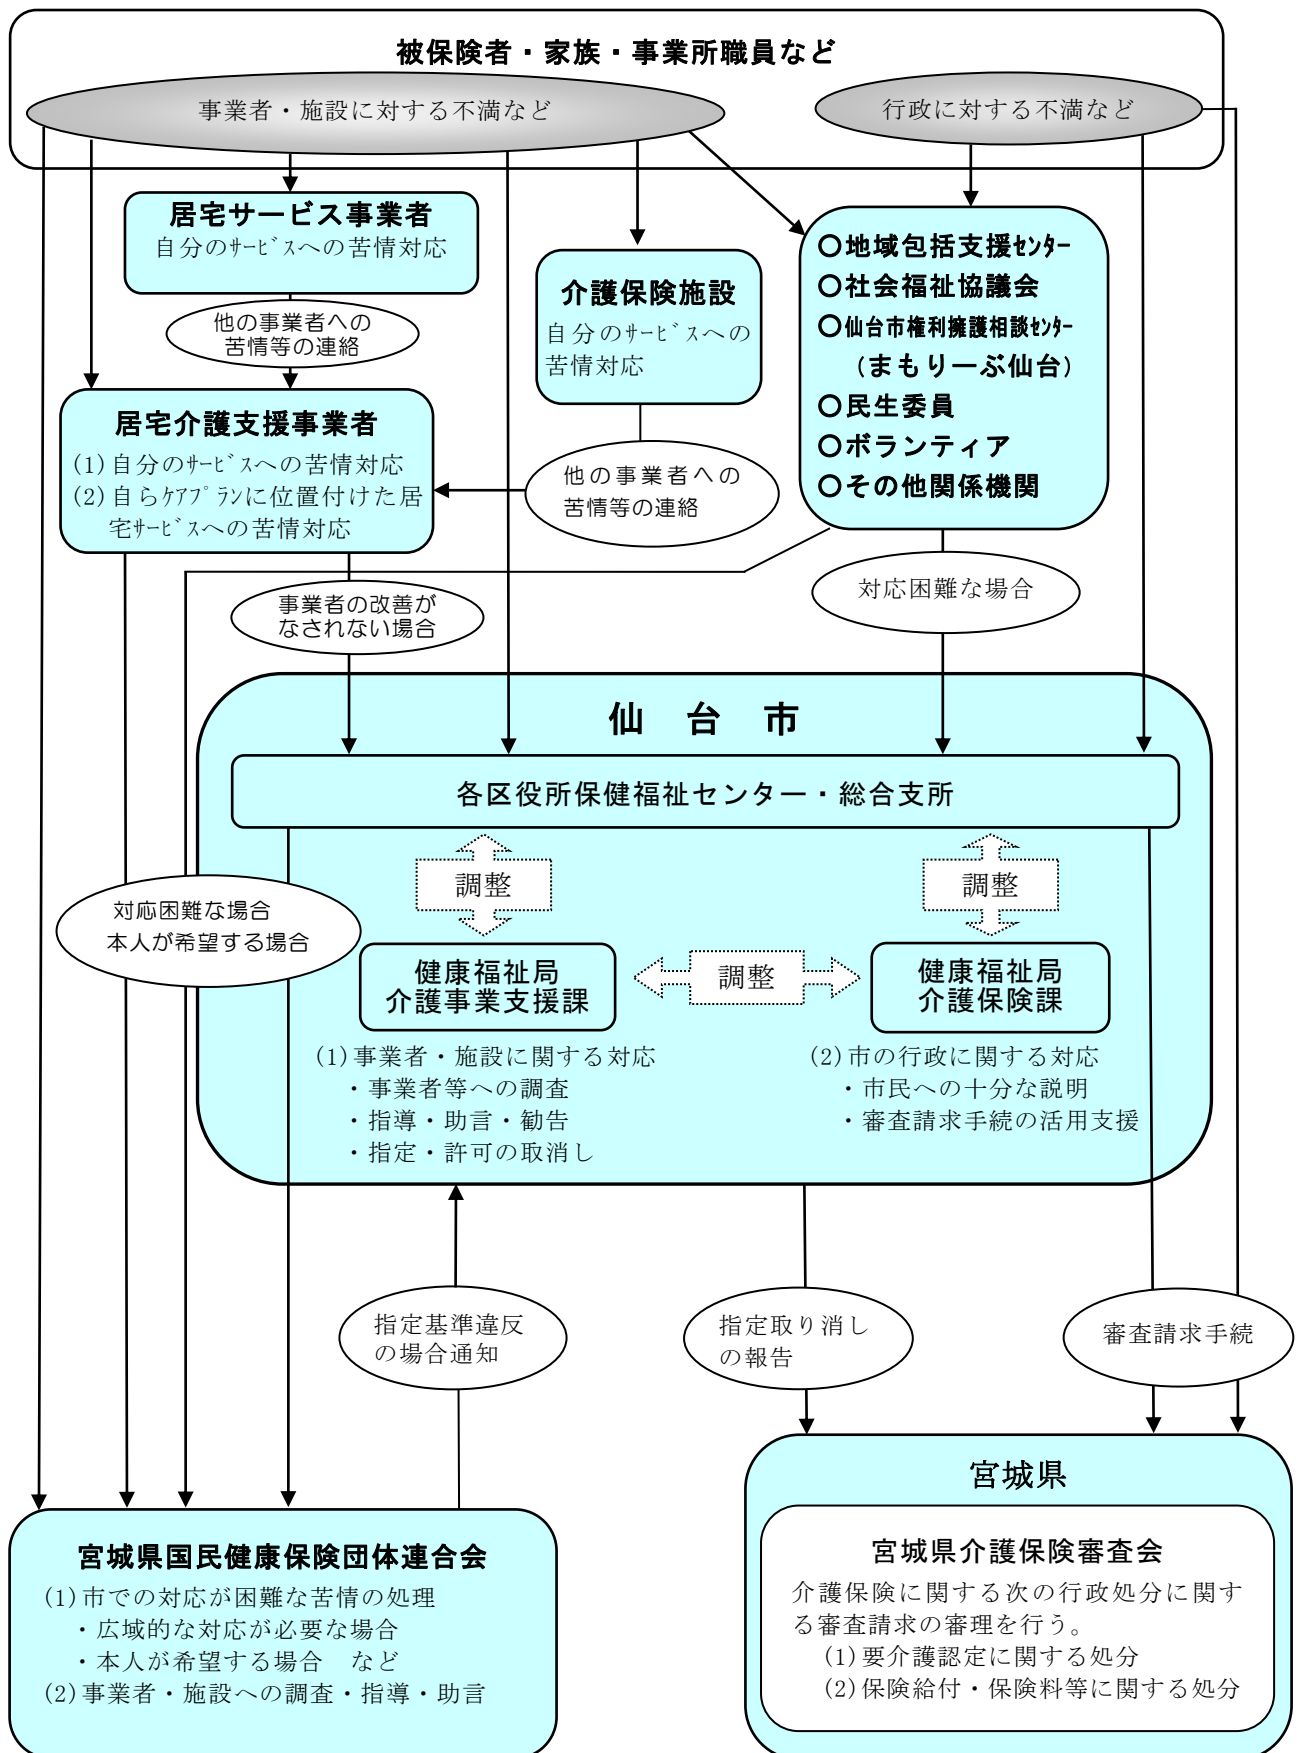 被保険者・家族・事業所職員など
事業者・施設に対する不満など
行政に対する不満など
居宅サービス事業者
自分のｻｰﾋﾞｽへの苦情対応
他の事業者への
苦情等の連絡
介護保険施設
自分のｻｰﾋﾞｽへの
苦情対応
○地域包括支援ｾﾝﾀｰ
○社会福祉協議会
○仙台市権利擁護相談ｾﾝﾀｰ
(まもりーぶ仙台)
○民生委員
○ボランティア
○その他関係機関
居宅介護支援事業者
(1)自分のｻｰﾋﾞｽへの苦情対応
(2)自らｹｱﾌﾟﾗﾝに位置付けた居
宅ｻｰﾋﾞｽへの苦情対応
他の事業者への
苦情等の連絡
事業者の改善が
なされない場合
対応困難な場合
仙　台　市
各区役所保健福祉センター・総合支所
調整
調整
対応困難な場合
本人が希望する場合
健康福祉局
介護事業支援課
調整
健康福祉局
介護保険課
(1)事業者・施設に関する対応
・事業者等への調査
・指導・助言・勧告
・指定・許可の取消し
(2)市の行政に関する対応
・市民への十分な説明
・審査請求手続の活用支援
指定基準違反
の場合通知
指定取り消し
の報告
審査請求手続
宮城県国民健康保険団体連合会
(1)市での対応が困難な苦情の処理
・広域的な対応が必要な場合
・本人が希望する場合　など
(2)事業者・施設への調査・指導・助言
宮城県
宮城県介護保険審査会
介護保険に関する次の行政処分に関す
る審査請求の審理を行う。
(1)要介護認定に関する処分
(2)保険給付・保険料等に関する処分